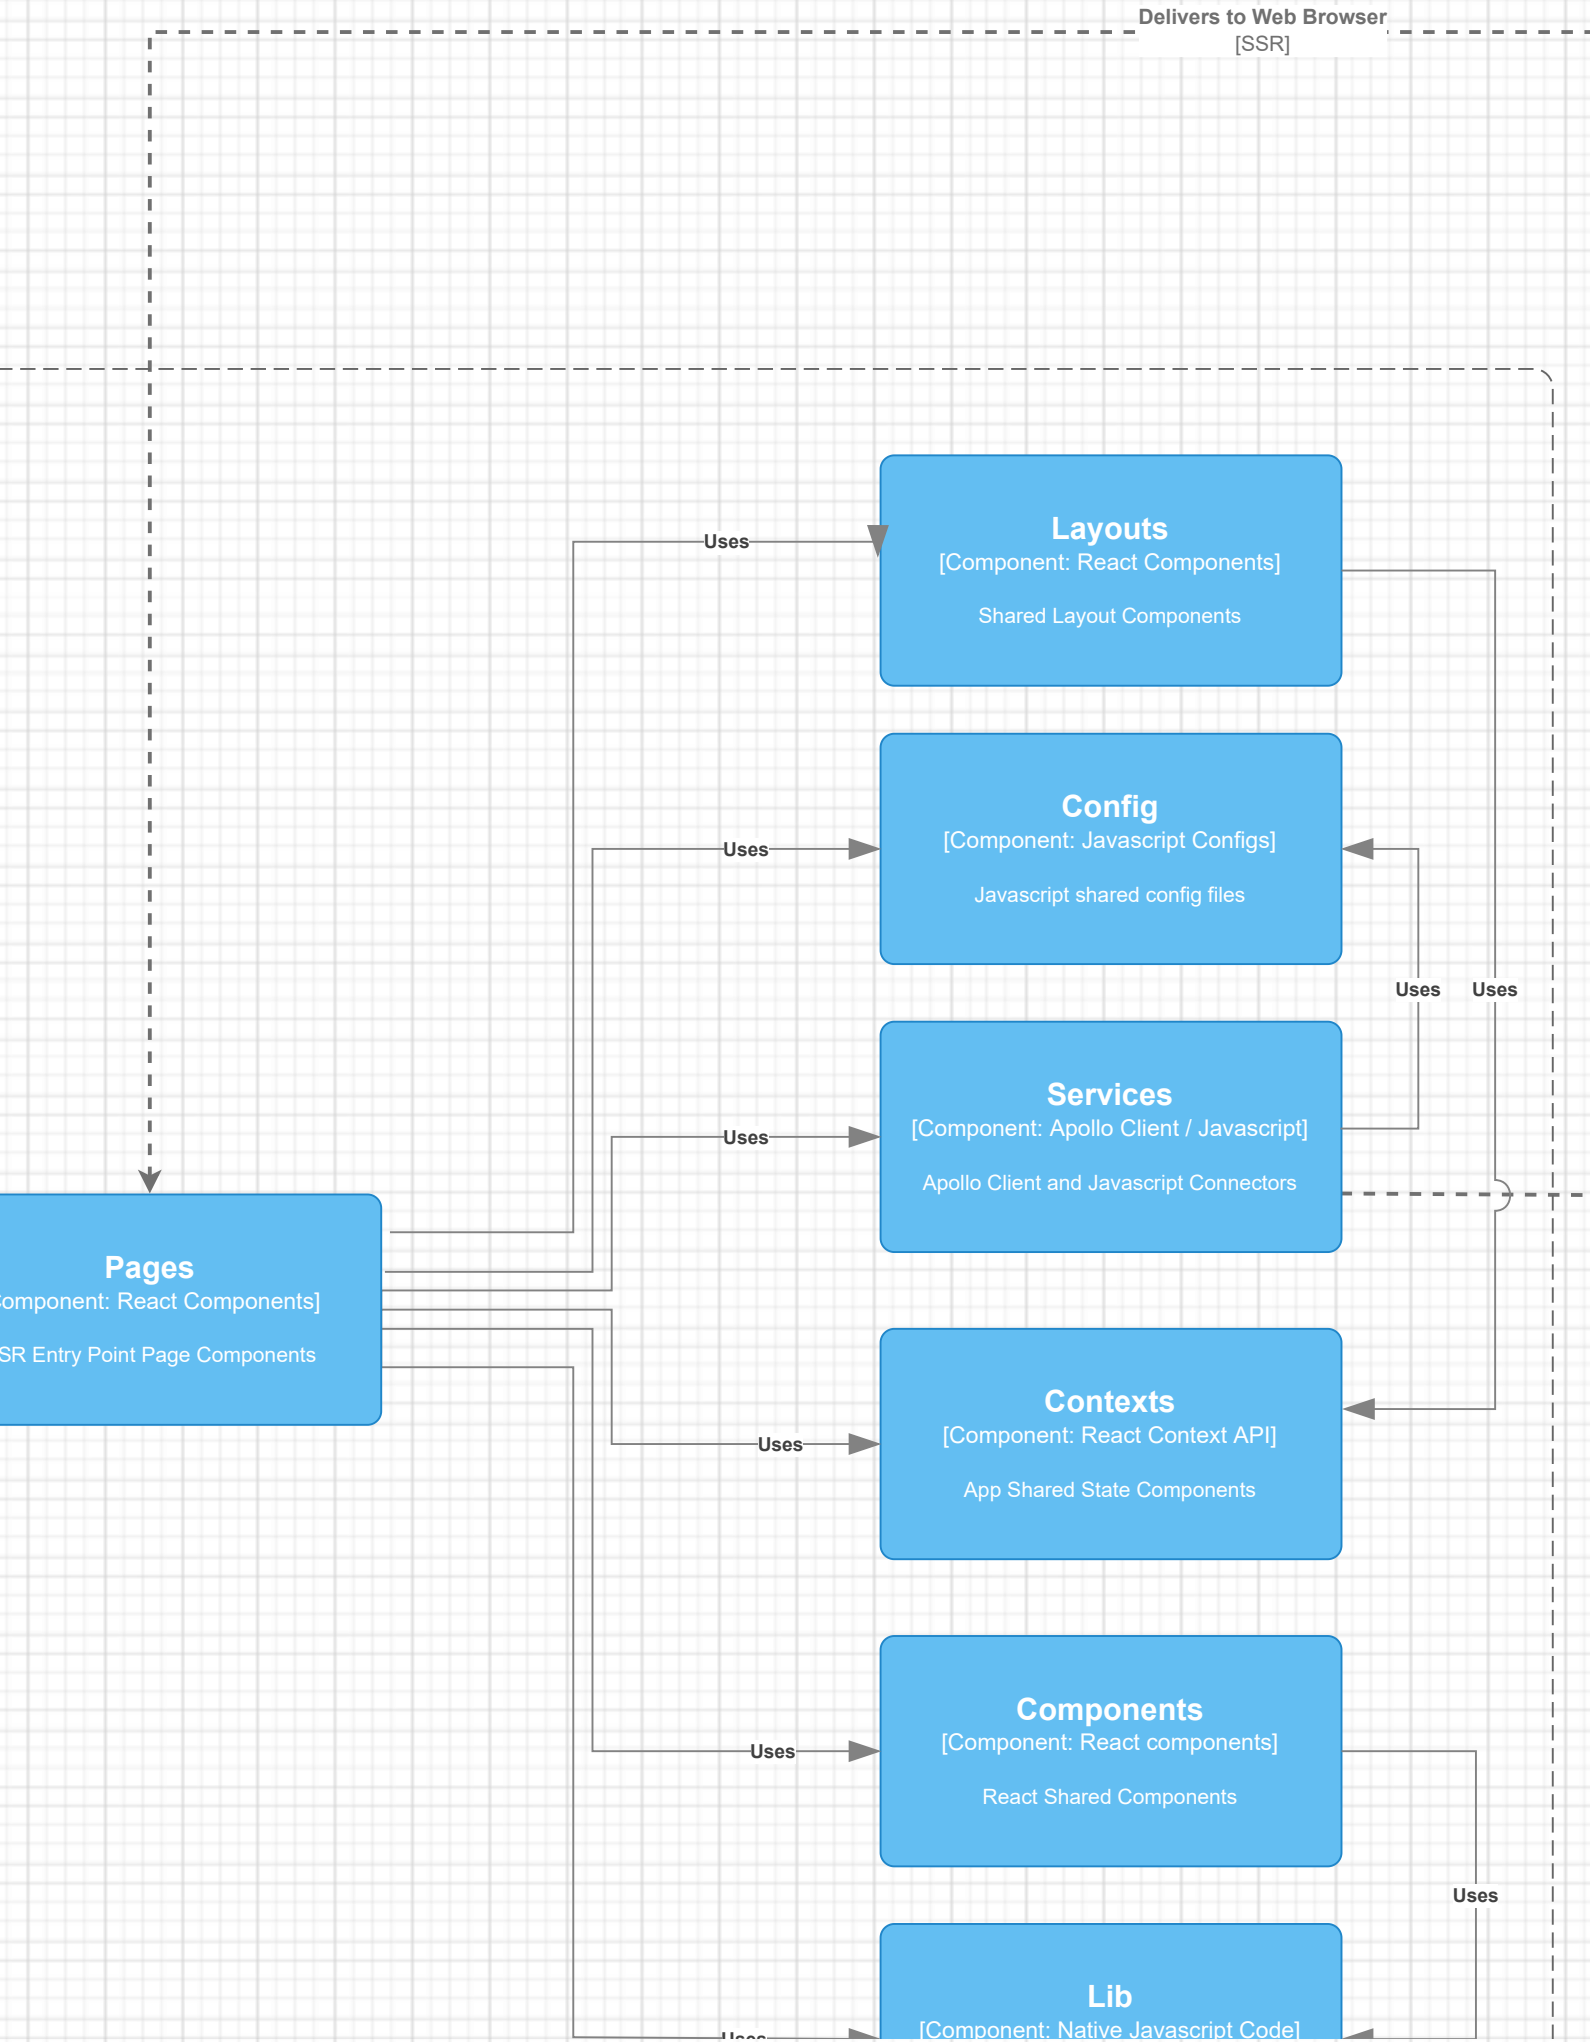 Delivers to Web Browser
[SSR]
Uses
Layouts
[Component: React Components]
Shared Layout Components
Uses
Config
[Component: Javascript Configs]
Javascript shared config files
Uses
Uses
Uses
Services
[Component: Apollo Client / Javascript]
Apollo Client and Javascript Connectors
Pages
omponent: React Components]
SR Entry Point Page Components
Uses
Contexts
[Component: React Context API]
App Shared State Components
Uses
Components
[Component: React components]
React Shared Components
Uses
Lib
[Component: Native Javascript Code]
Uses